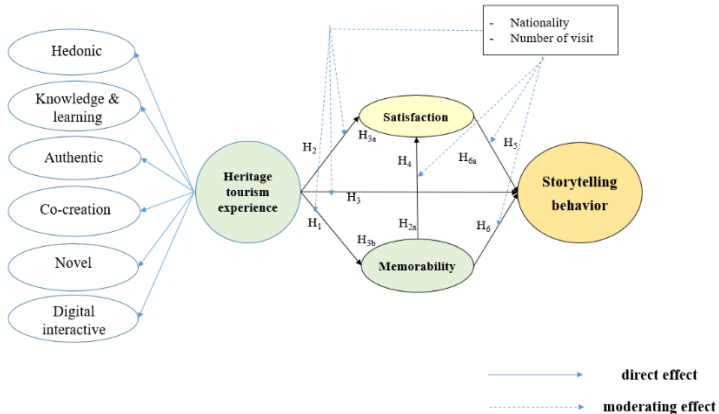 - Nationality
- Number of visit
Hedonic
Knowledge &
learning
Authentic
Co-creation
Novel
Digital
interactive
Heritage
tourism
experience
Satisfaction
Memorability
Storytelling
behavior
H2
H3a
H4
H5
H6a
H3
H1
H3b
H2a
H6
direct effect
moderating effect